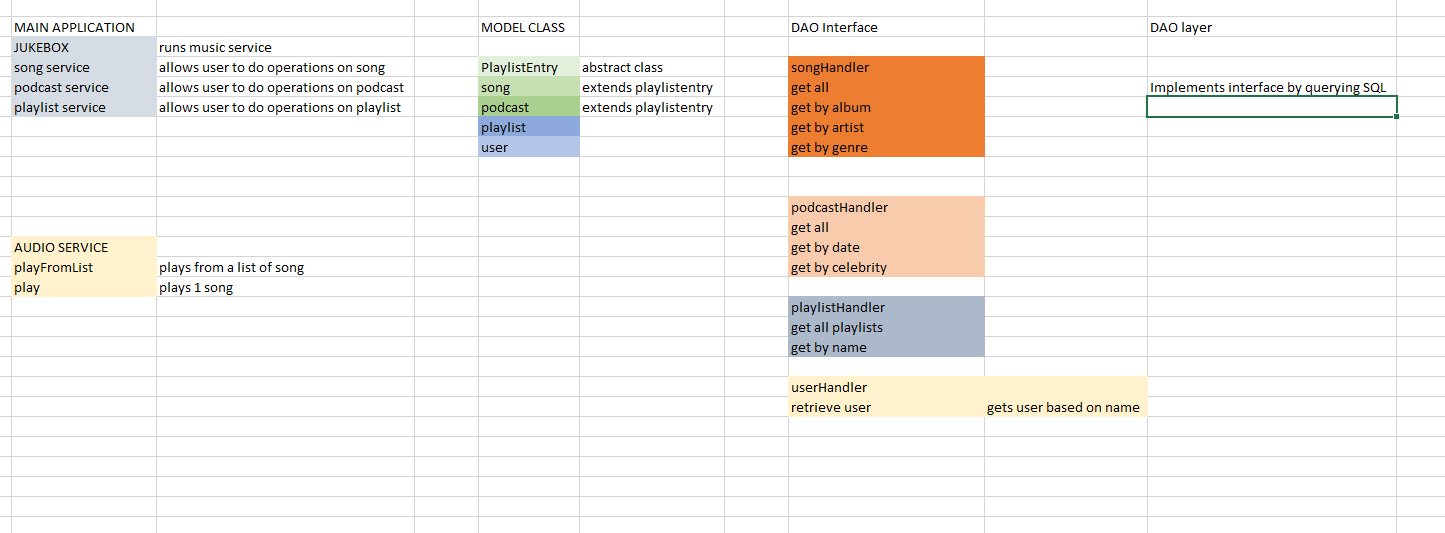 MAIN APPLICATION MODEL CLASS DAO Interface DAO layer
JUKEBOX runs music service
song service allows user to do operations on song PlaylistEntry abstract class songHandler
podcast service allows user to do operations on podcast song extends playlistentry get all Implements interface by querying SQL
playlist service allows user to do operations on playlist podcast extends playlistentry get by album
playlist get by artist
user get by genre
podcastHandler
get all
AUDIO SERVICE get by date
playFromList plays from a list of song get by celebrity
play plays 1 song
playlistHandler
get all playlists
get by name
userHandler
retrieve user gets user based on name